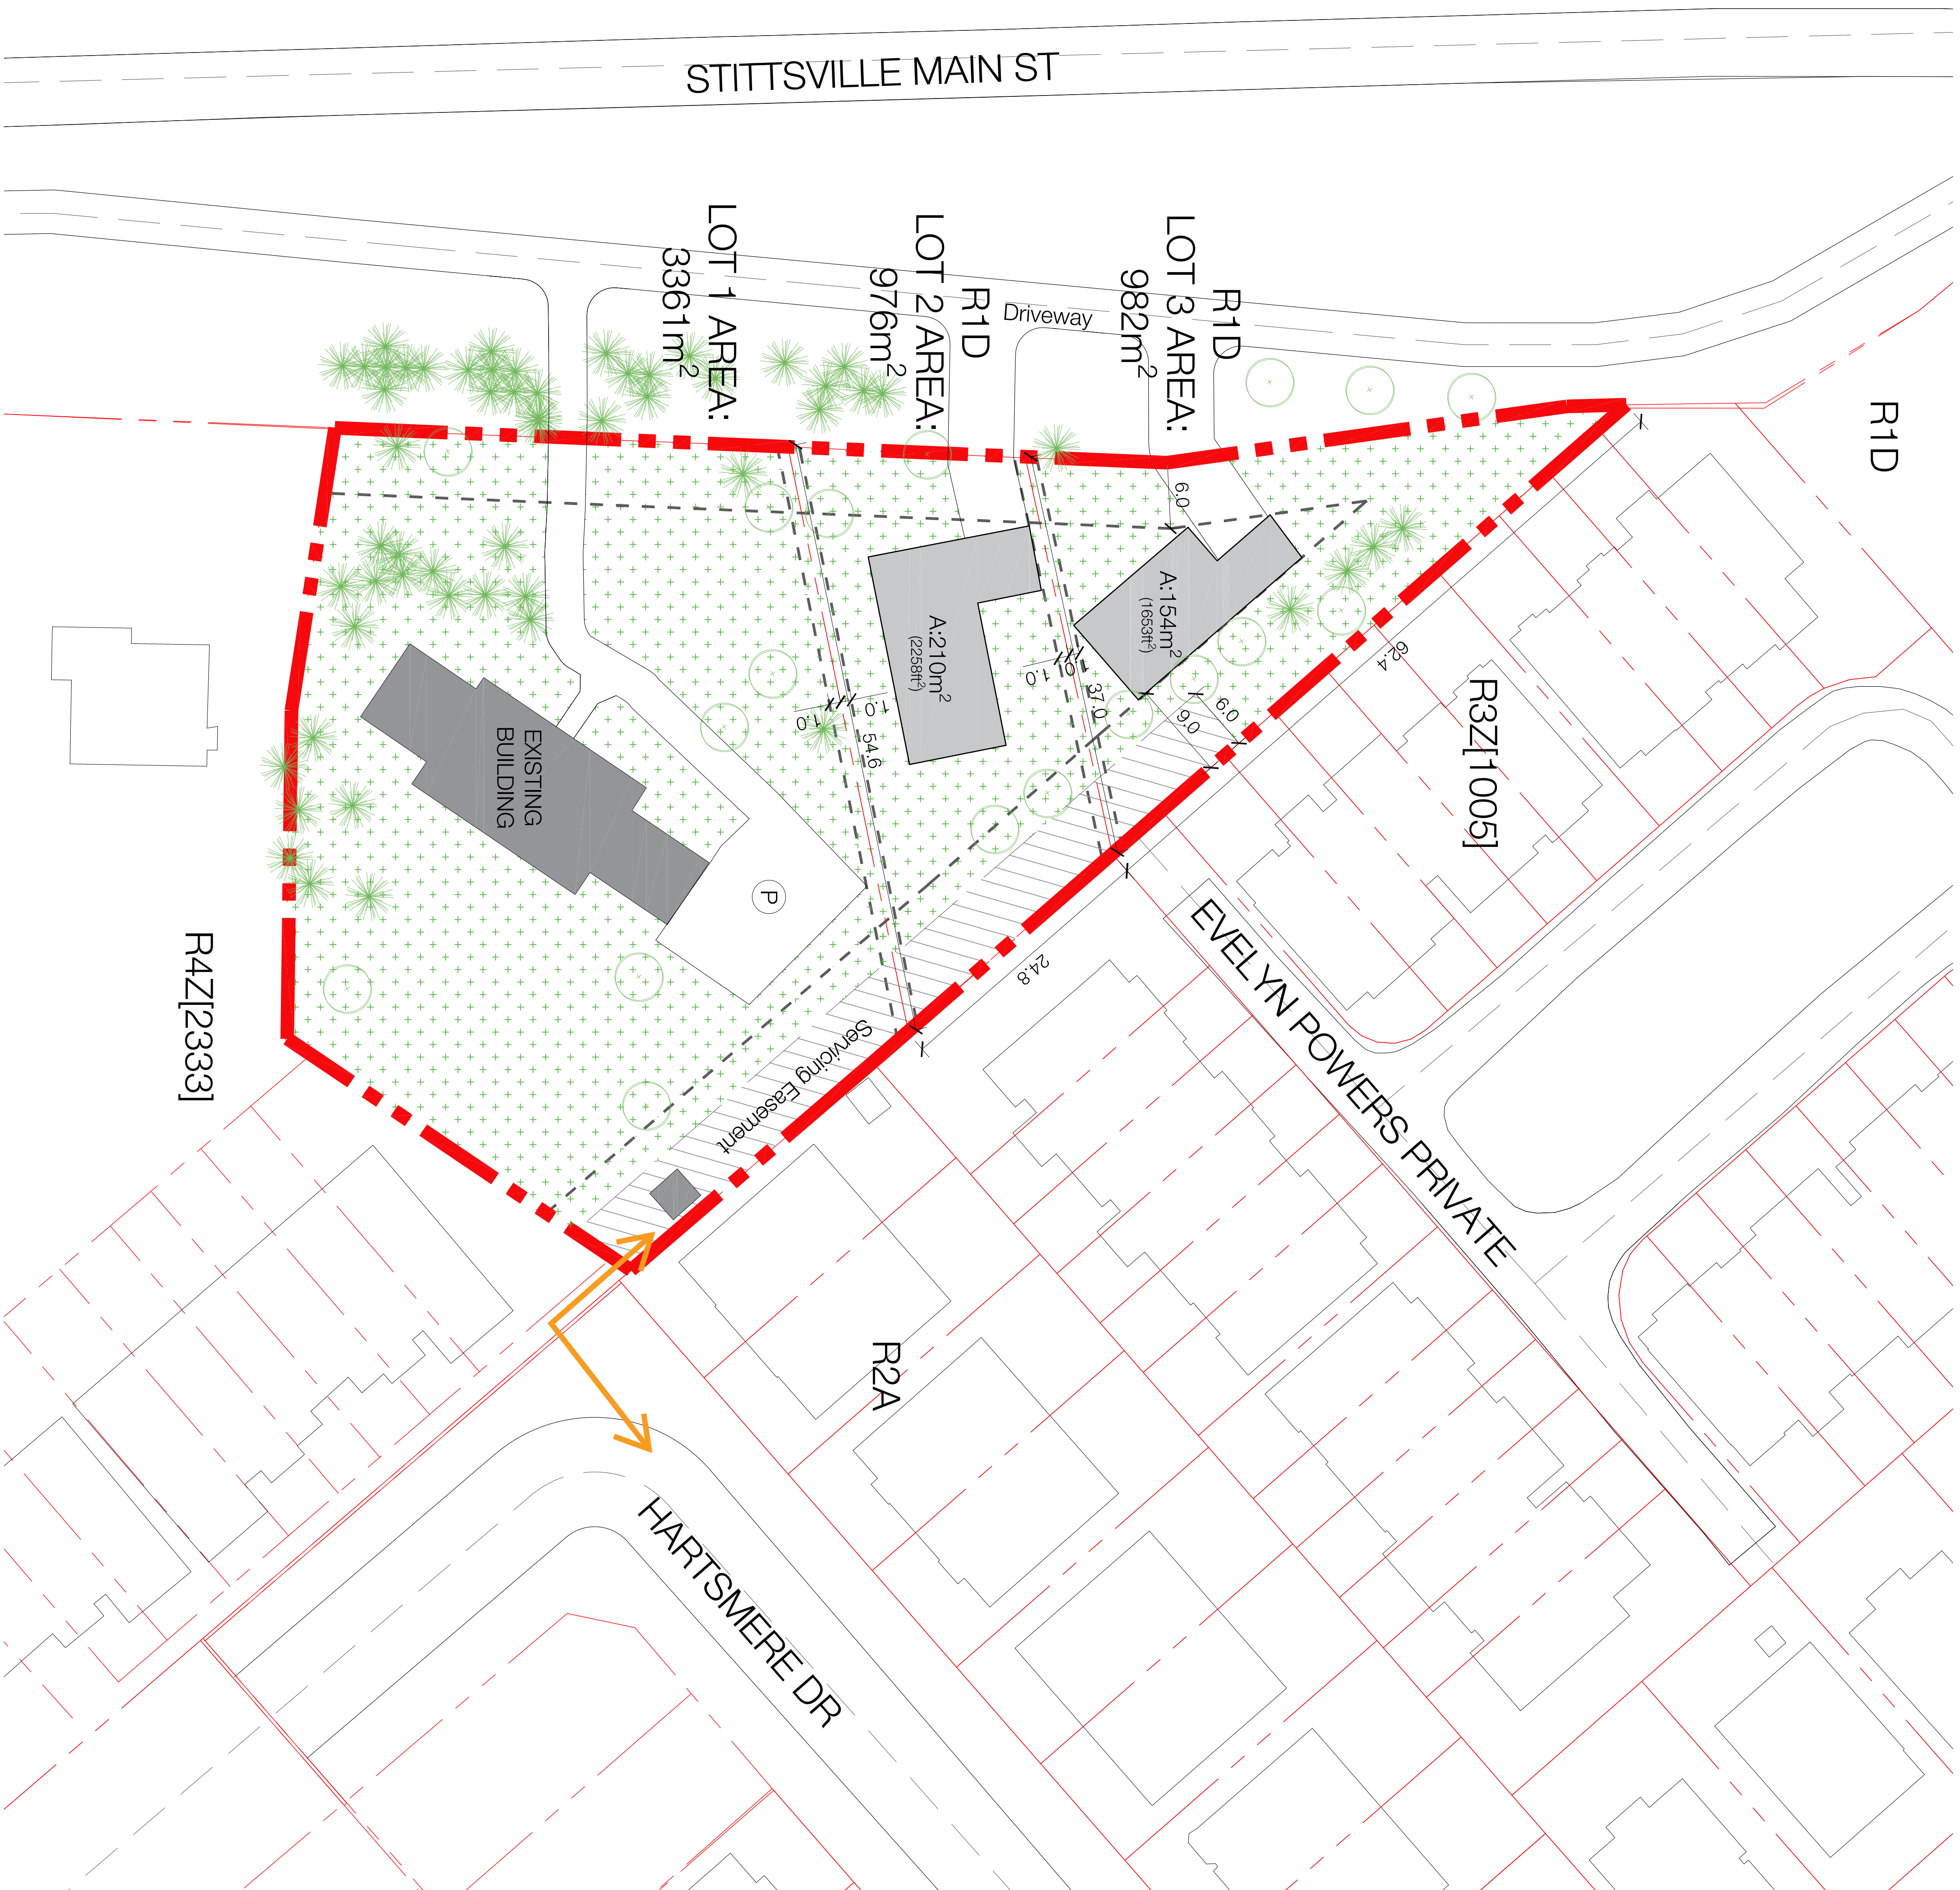 STITTSVILLE MAIN ST
LOT 1 AREA:
3361m²
R1D
LOT 2 AREA:
976m²
R1D
LOT 3 AREA:
982m²
Driveway
R1D
6.0
A:154m²
(1653ft²)
A:210m²
(2258ft²)
1.0
1.0
37.0
62.4
6.0
9.0
1.0
1.0
54.6
R3Z[1005]
EXISTING
BUILDING
P
EVELYN POWERS PRIVATE
24.8
Servicing Easement
R4Z[2333]
R2A
HARTSMERE DR